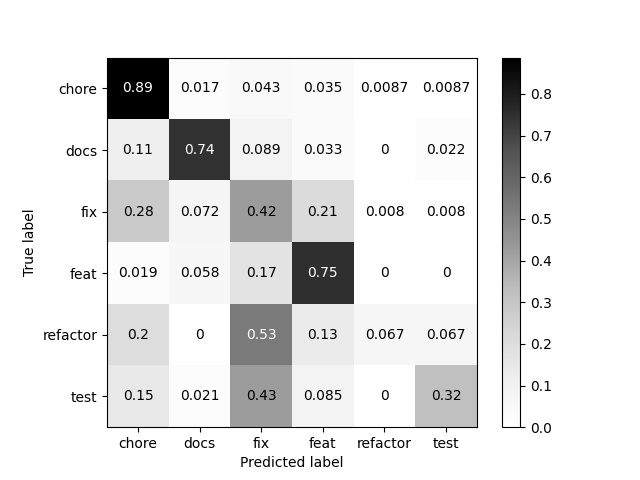 chore 0.89 0.017 0.043 0.035 0.0087 0.0087
docs 0.11 0.74 0.089 0.033 0 0.022
fix 0.28 0.072 0.42 0.21 0.008 0.008
feat 0.019 0.058 0.17 0.75 0 0
refactor 0.2 0 0.53 0.13 0.067 0.067
test 0.15 0.021 0.43 0.085 0 0.32
chore docs fix feat refactor test
Predicted label
True label
0.8
0.7
0.6
0.5
0.4
0.3
0.2
0.1
0.0